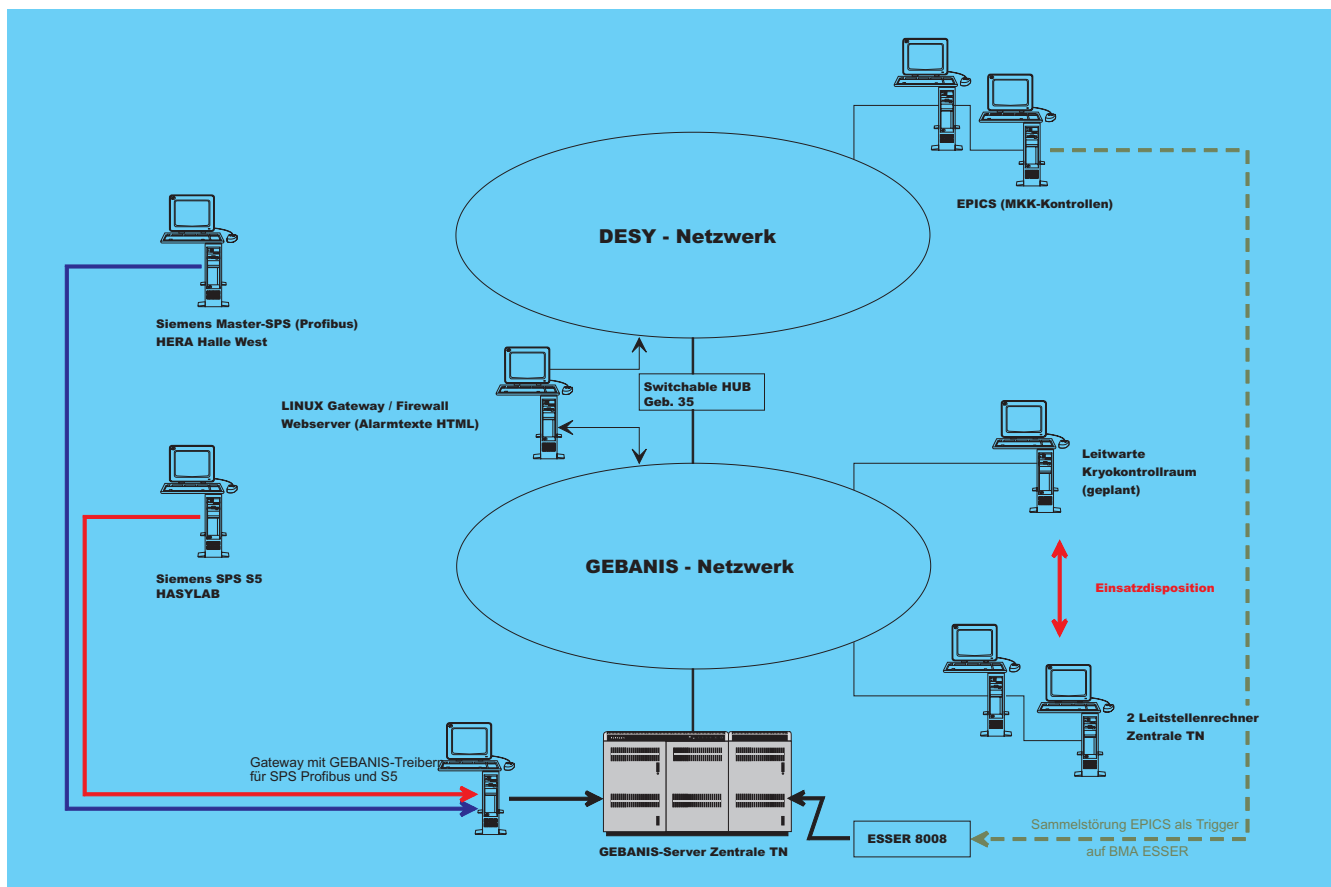 EPICS (MKK-Kontrollen)
DESY - Netzwerk
Siemens Master-SPS (Profibus)
HERA Halle West
Switchable HUB
Geb. 35
LINUX Gateway / Firewall
Webserver (Alarmtexte HTML)
Leitwarte
Kryokontrollraum
(geplant)
Siemens SPS S5
HASYLAB
GEBANIS - Netzwerk
Einsatzdisposition
2 Leitstellenrechner
Zentrale TN
Gateway mit GEBANIS-Treibern
für SPS Profibus und S5
GEBANIS-Server Zentrale TN
ESSER 8008
Sammelstörung EPICS als Trigger
auf BMA ESSER